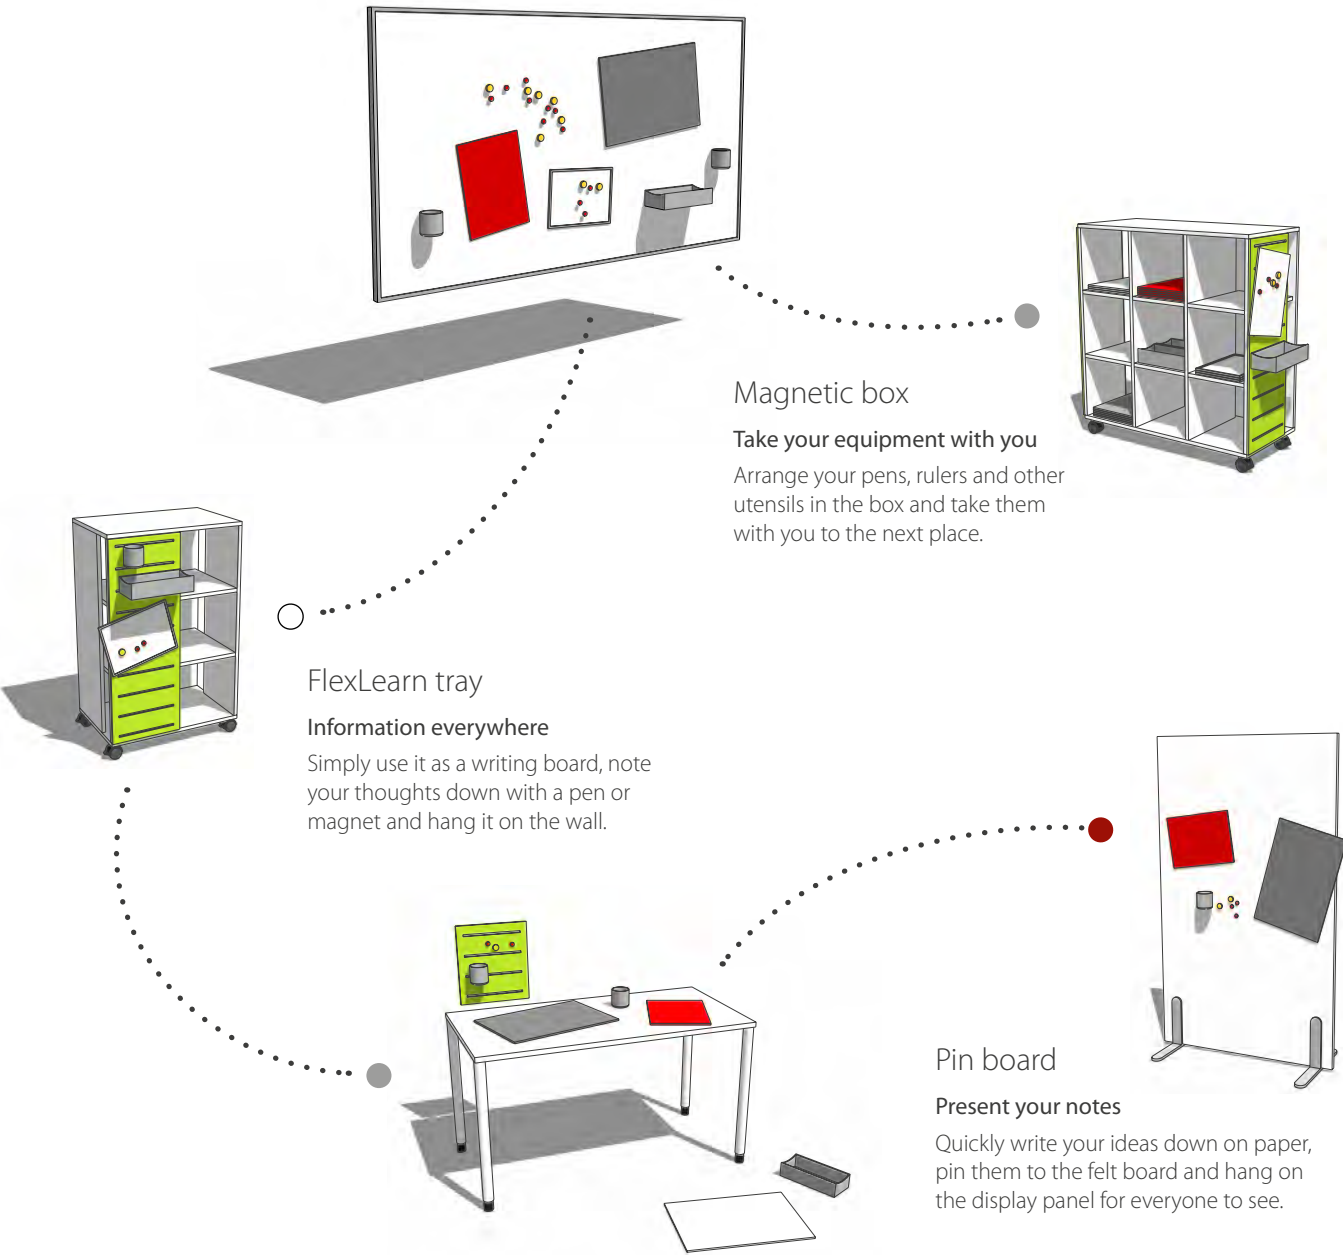 Magnetic box
Take your equipment with you
Arrange your pens, rulers and other
utensils in the box and take them
with you to the next place.
FlexLearn tray
Information everywhere
Simply use it as a writing board, note
your thoughts down with a pen or
magnet and hang it on the wall.
Pin board
Present your notes
Quickly write your ideas down on paper,
pin them to the felt board and hang on
the display panel for everyone to see.